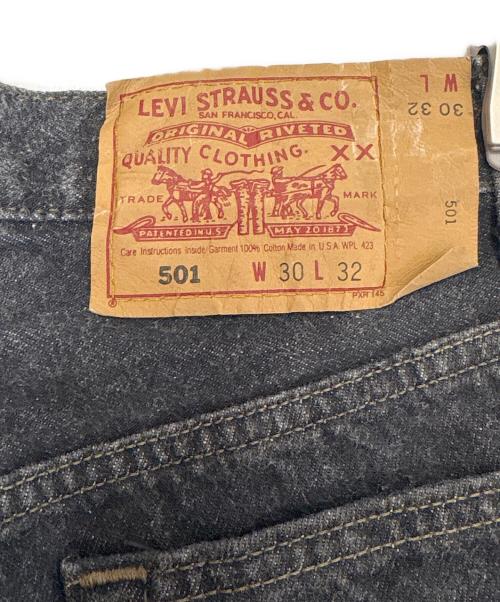 LEVI STRAUSS & CO.
SAN FRANCISCO, CAL.
ORIGINAL RIVETED
QUALITY CLOTHING. XX
TRADE MARK
PATENTED IN U.S. MAY 20 1873
Care Instructions Inside Garment 100% Cotton Made in U.S.A. WPL 423
501 W 30 L 32
PXR 145
W L
30 32
501